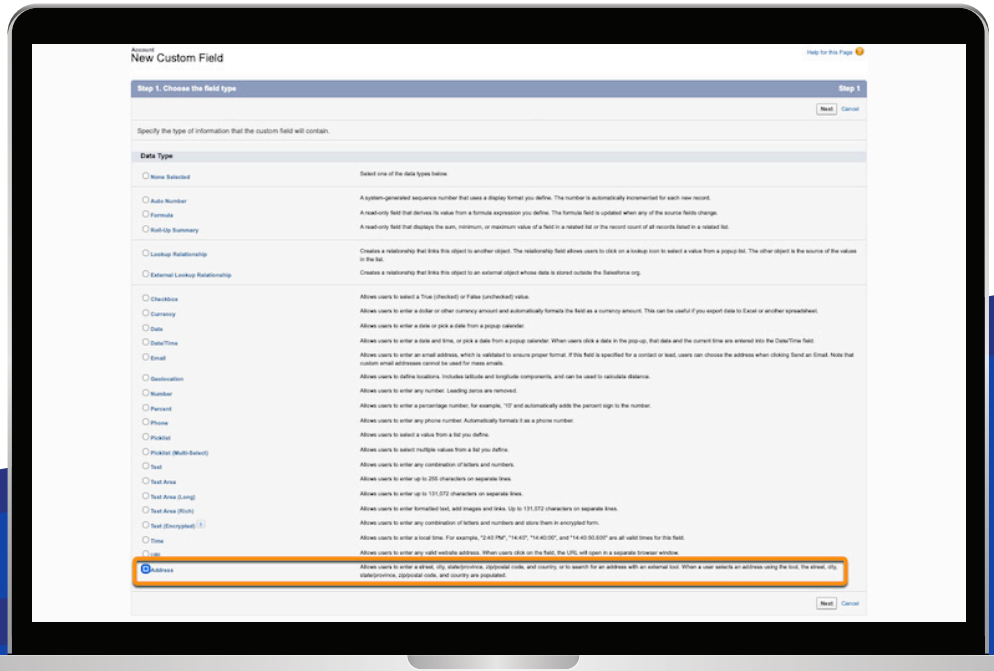 Account
New Custom Field
Help for this Page ?
Step 1. Choose the field type
Step 1
Next Cancel
Specify the type of information that the custom field will contain.
Data Type
None Selected
Select one of the data types below.
Auto Number
A system-generated sequence number that uses a display format you define. The number is automatically incremented for each new record.
Formula
A read-only field that derives its value from a formula expression you define. The formula field is updated when any of the source fields change.
Roll-Up Summary
A read-only field that displays the sum, minimum, or maximum value of a field in a related list or the record count of all records listed in a related list.
Lookup Relationship
Creates a relationship that links this object to another object. The relationship field allows users to click on a lookup icon to select a value from a popup list. The other object is the source of the values
in the list.
External Lookup Relationship
Creates a relationship that links this object to an external object whose data is stored outside the Salesforce org.
Checkbox
Allows users to select a True (checked) or False (unchecked) value.
Currency
Allows users to enter a dollar or other currency amount and automatically formats the field as a currency amount. This can be useful if you export data to Excel or another spreadsheet.
Date
Allows users to enter a date or pick a date from a popup calendar.
Date/Time
Allows users to enter a date and time, or pick a date from a popup calendar. When users click a date in the pop-up, that date and the current time are entered into the Date/Time field.
Email
Allows users to enter an email address, which is validated to ensure proper format. If this field is specified for a contact or lead, users can choose the address when clicking Send an Email. Note that
custom email addresses cannot be used for mass emails.
Geolocation
Allows users to define locations. Includes latitude and longitude components, and can be used to calculate distance.
Number
Allows users to enter any number. Leading zeros are removed.
Percent
Allows users to enter a percentage number, for example, '10' and automatically adds the percent sign to the number.
Phone
Allows users to enter any phone number. Automatically formats it as a phone number.
Picklist
Allows users to select a value from a list you define.
Picklist (Multi-Select)
Allows users to select multiple values from a list you define.
Text
Allows users to enter any combination of letters and numbers.
Text Area
Allows users to enter up to 255 characters on separate lines.
Text Area (Long)
Allows users to enter up to 131,072 characters on separate lines.
Text Area (Rich)
Allows users to enter formatted text, add images and links. Up to 131,072 characters on separate lines.
Text (Encrypted) i
Allows users to enter any combination of letters and numbers and store them in encrypted form.
Time
Allows users to enter a local time. For example, "2:40 PM", "14:40", "14:40:00", and "14:40:50.600" are all valid times for this field.
URL
Allows users to enter any valid website address. When users click on the field, the URL will open in a separate browser window.
Address
Allows users to enter a street, city, state/province, zip/postal code, and country, or to search for an address with an external tool. When a user selects an address using the tool, the street, city,
state/province, zip/postal code, and country are populated.
Next Cancel